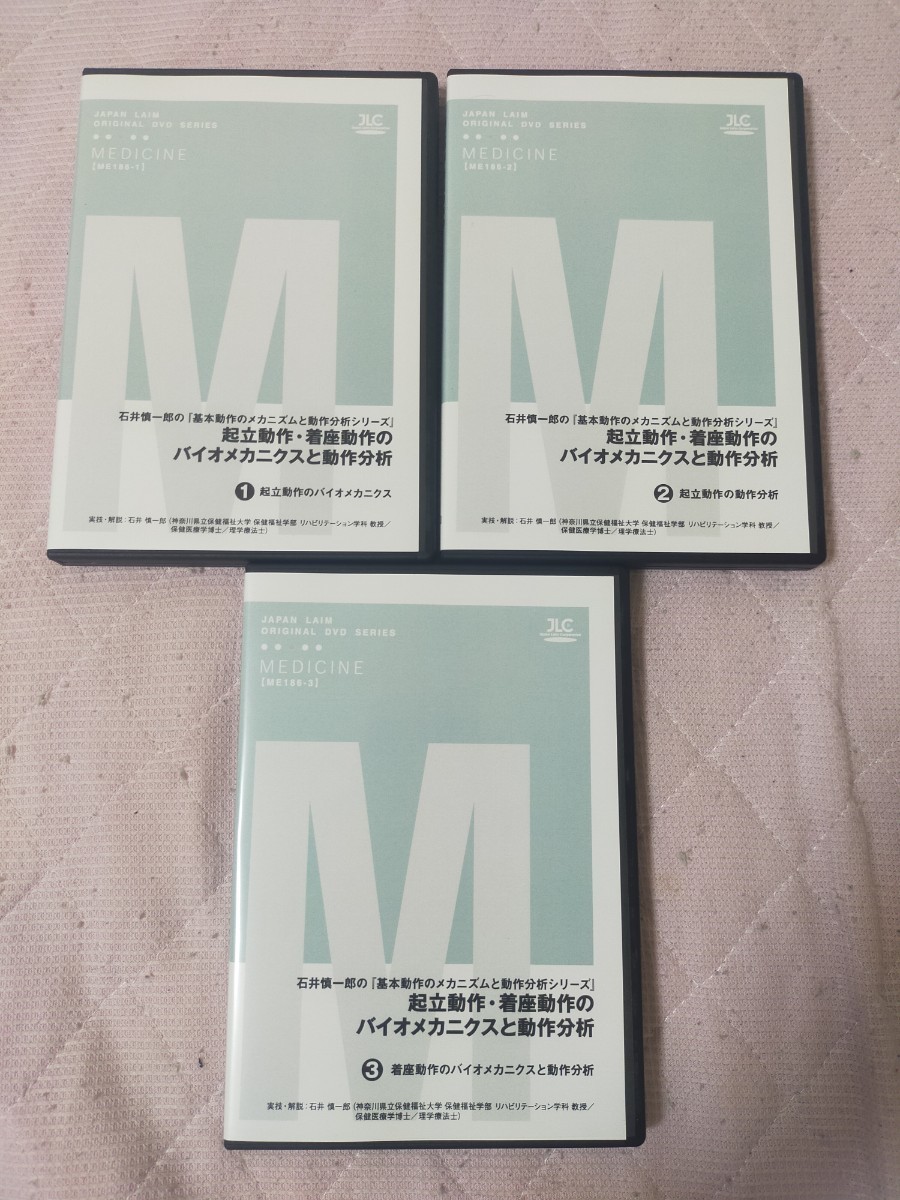 JAPAN LAIM
ORIGINAL DVD SERIES
JLC
MEDICINE
【ME186-1】
M
石井慎一郎の『基本動作のメカニズムと動作分析シリーズ』
起立動作・着座動作の
バイオメカニクスと動作分析
❶ 起立動作のバイオメカニクス
実技・解説:石井 慎一郎(神奈川県立保健福祉大学 保健福祉学部 リハビリテーション学科 教授/
保健医療学博士/理学療法士)
JAPAN LAIM
ORIGINAL DVD SERIES
JLC
MEDICINE
【ME186-2】
M
石井慎一郎の『基本動作のメカニズムと動作分析シリーズ』
起立動作・着座動作の
バイオメカニクスと動作分析
❷ 起立動作の動作分析
実技・解説:石井 慎一郎(神奈川県立保健福祉大学 保健福祉学部 リハビリテーション学科 教授/
保健医療学博士/理学療法士)
JAPAN LAIM
ORIGINAL DVD SERIES
JLC
MEDICINE
【ME186-3】
M
石井慎一郎の『基本動作のメカニズムと動作分析シリーズ』
起立動作・着座動作の
バイオメカニクスと動作分析
❸ 着座動作のバイオメカニクスと動作分析
実技・解説:石井 慎一郎(神奈川県立保健福祉大学 保健福祉学部 リハビリテーション学科 教授/
保健医療学博士/理学療法士)